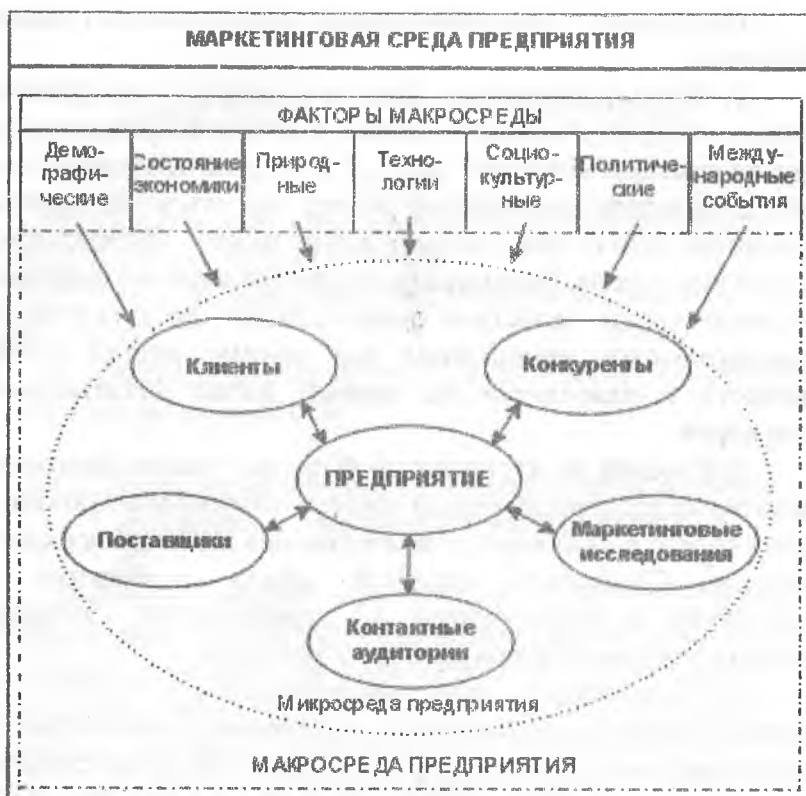 МАРКЕТИНГОВАЯ СРЕДА ПРЕДПРИЯТИЯ
ФАКТОРЫ МАКРОСРЕДЫ
Демо-
графи-
ческие
Состояние
экономики
Природ-
ные
Техно-
логии
Социо-
культур-
ные
Политиче-
ские
Между-
народные
события
Клиенты
Конкуренты
ПРЕДПРИЯТИЕ
Поставщики
Маркетинговые
исследования
Контактные
аудитории
Микросреда предприятия
МАКРОСРЕДА ПРЕДПРИЯТИЯ